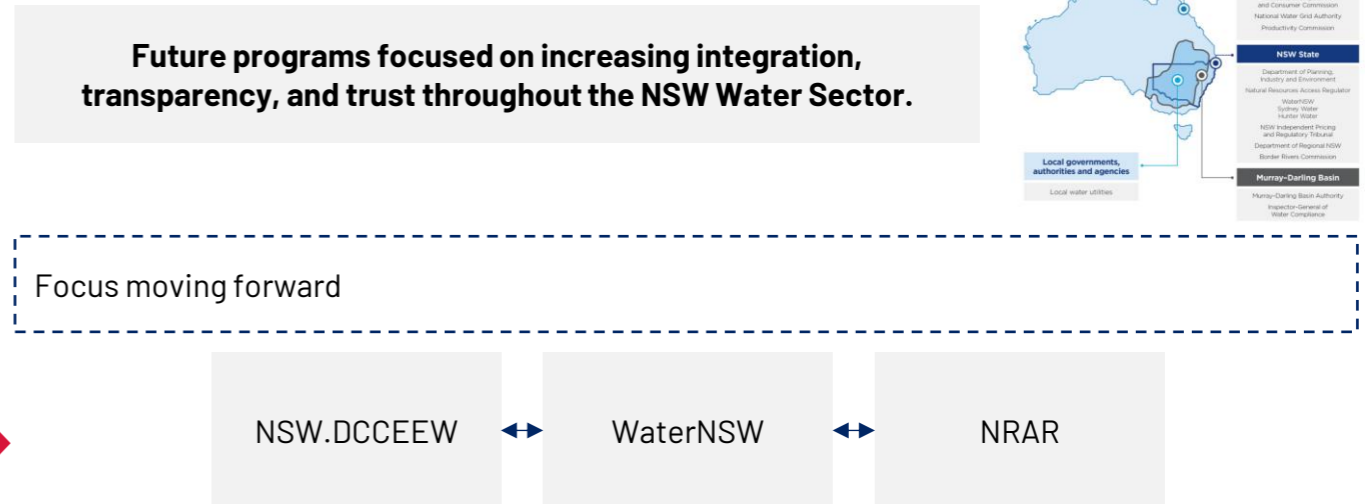 and Consumer Commission
National Water Grid Authority
Productivity Commission
Future programs focused on increasing integration,
transparency, and trust throughout the NSW Water Sector.
NSW State
Department of Planning,
Industry and Environment
Natural Resources Access Regulator
WaterNSW
Sydney Water
Hunter Water
NSW Independent Pricing
and Regulatory Tribunal
Department of Regional NSW
Border Rivers Commission
Local governments,
authorities and agencies
Local water utilities
Murray-Darling Basin
Murray-Darling Basin Authority
Inspector-General of
Water Compliance
Focus moving forward
NSW.DCCEEW
WaterNSW
NRAR